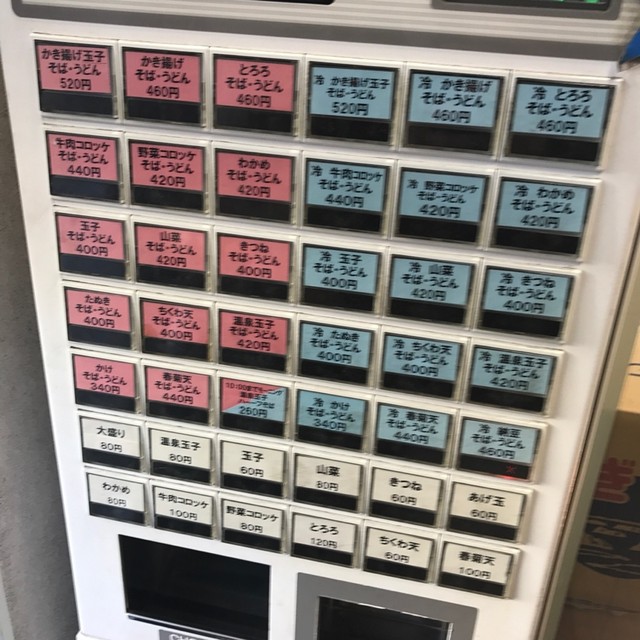 かき揚げ玉子
そば・うどん
520円
かき揚げ
そば・うどん
460円
とろろ
そば・うどん
460円
冷 かき揚げ玉子
そば・うどん
520円
冷 かき揚げ
そば・うどん
460円
冷 とろろ
そば・うどん
460円
牛肉コロッケ
そば・うどん
440円
野菜コロッケ
そば・うどん
420円
わかめ
そば・うどん
420円
冷 牛肉コロッケ
そば・うどん
440円
冷 野菜コロッケ
そば・うどん
420円
冷 わかめ
そば・うどん
420円
玉子
そば・うどん
400円
山菜
そば・うどん
420円
きつね
そば・うどん
400円
冷 玉子
そば・うどん
400円
冷 山菜
そば・うどん
420円
冷 きつね
そば・うどん
400円
たぬき
そば・うどん
400円
ちくわ天
そば・うどん
400円
温泉玉子
そば・うどん
420円
冷 たぬき
そば・うどん
400円
冷 ちくわ天
そば・うどん
400円
冷 温泉玉子
そば・うどん
420円
かけ
そば・うどん
340円
春菊天
そば・うどん
440円
10:00までモーニング
温泉玉子
260円
冷 かけ
そば・うどん
340円
冷 春菊天
そば・うどん
440円
冷 納豆
そば・うどん
460円
大盛り
80円
温泉玉子
80円
玉子
60円
山菜
80円
きつね
60円
あげ玉
60円
わかめ
80円
牛肉コロッケ
100円
野菜コロッケ
80円
とろろ
120円
ちくわ天
60円
春菊天
100円